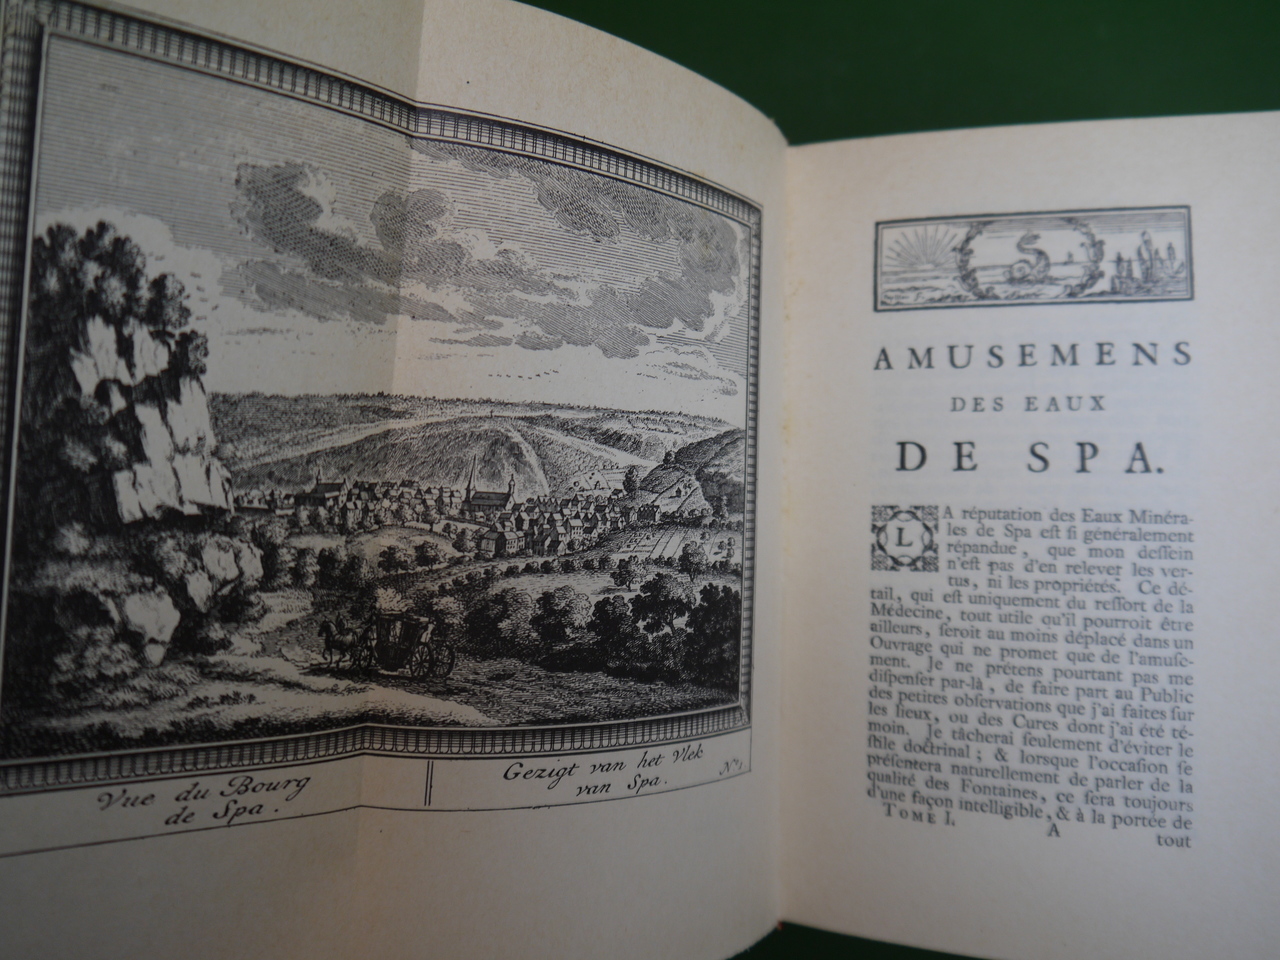 Vue du Bourg
de Spa.
Gezigt van het Vlek
van Spa.
N.º 1
S
AMUSEMENS
DES EAUX
DE SPA.
LA réputation des Eaux Minéra-
les de Spa eſt ſi généralement
répandue, que mon deſſein
n'eſt pas d'en relever les ver-
tus, ni les propriétés. Ce dé-
tail, qui eſt uniquement du reſſort de la
Médecine, tout utile qu'il pourroit être
ailleurs, ſeroit au moins déplacé dans un
Ouvrage qui ne promet que de l'amuſe-
ment. Je ne prétens pourtant pas me
diſpenſer par-là, de faire part au Public
des petites obſervations que j'ai faites ſur
les lieux, ou des Cures dont j'ai été té-
moin. Je tâcherai ſeulement d'éviter le
ſtile doctrinal; & lorsque l'occaſion ſe
préſentera naturellement de parler de la
qualité des Fontaines, ce ſera toujours
d'une façon intelligible, & à la portée de
TOME I. A tout